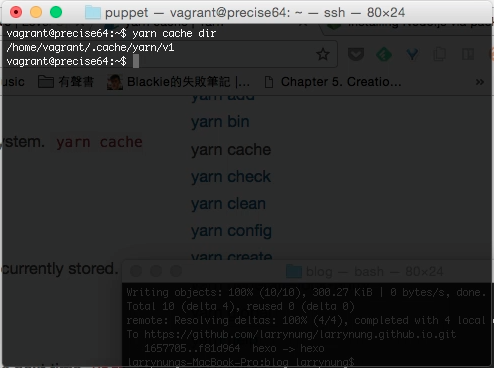 puppet — vagrant@precise64: ~ — ssh — 80×24
vagrant@precise64:~$ yarn cache dir
/home/vagrant/.cache/yarn/v1
vagrant@precise64:~$
usic 有聲書 Blackie的失敗筆記 |... Chapter 5. Creatio...
yarn add
yarn bin
ystem. yarn cache
yarn cache
yarn check
yarn clean
yarn config
yarn create
currently stored.
blog — bash — 80×24
Writing objects: 100% (10/10), 300.27 KiB | 0 bytes/s, done.
Total 10 (delta 4), reused 0 (delta 0)
remote: Resolving deltas: 100% (4/4), completed with 4 local
To https://github.com/larrynung/larrynung.github.io.git
1657705..f81d964 hexo -> hexo
larrynungs-MacBook-Pro:blog larrynung$